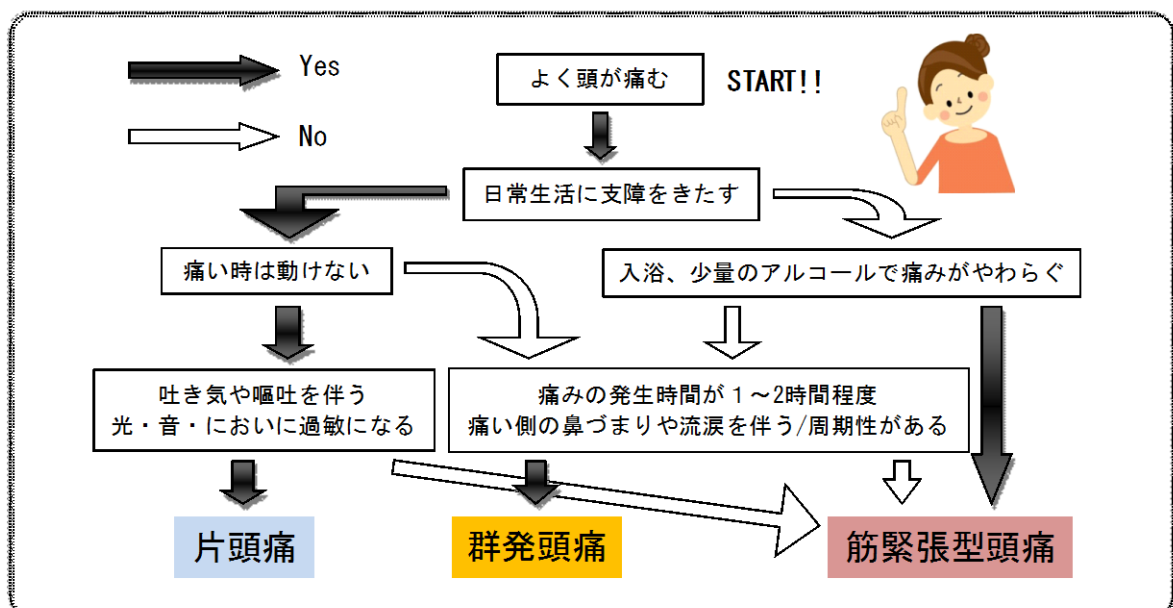 Yes
No
よく頭が痛む
START!!
日常生活に支障をきたす
痛い時は動けない
入浴、少量のアルコールで痛みがやわらぐ
吐き気や嘔吐を伴う
光・音・においに過敏になる
痛みの発生時間が1~2時間程度
痛い側の鼻づまりや流涙を伴う/周期性がある
片頭痛
群発頭痛
筋緊張型頭痛